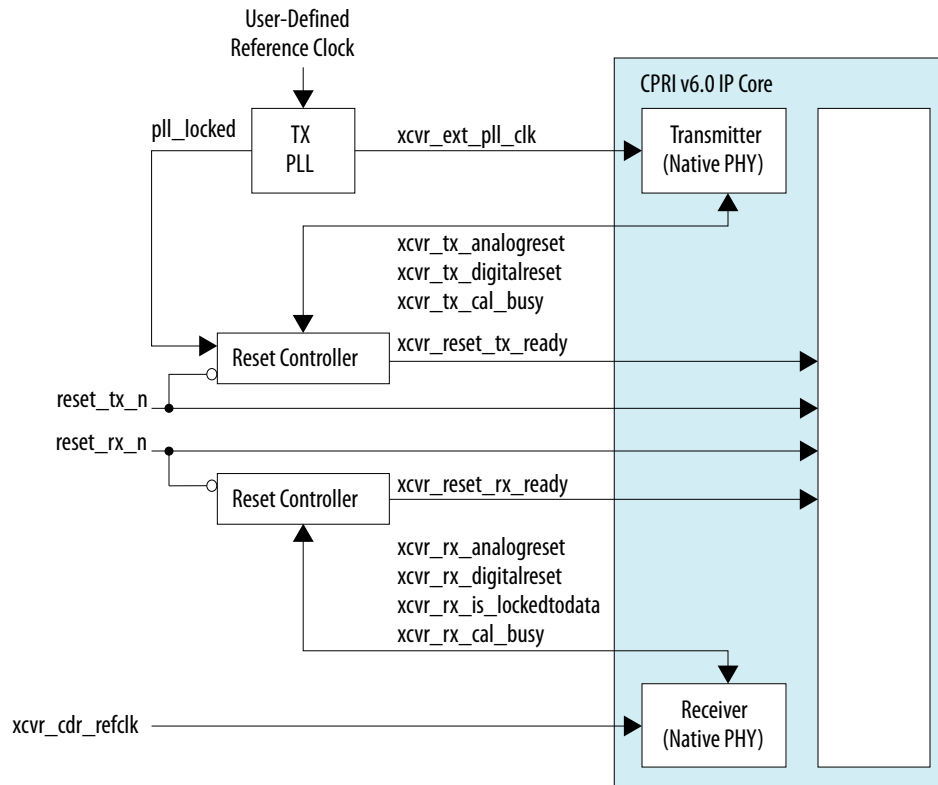 User-Defined
Reference Clock
CPRI v6.0 IP Core
pll_locked
TX
PLL
xcvr_ext_pll_clk
Transmitter
(Native PHY)
xcvr_tx_analogreset
xcvr_tx_digitalreset
xcvr_tx_cal_busy
Reset Controller
xcvr_reset_tx_ready
reset_tx_n
reset_rx_n
Reset Controller
xcvr_reset_rx_ready
xcvr_rx_analogreset
xcvr_rx_digitalreset
xcvr_rx_is_lockedtodata
xcvr_rx_cal_busy
xcvr_cdr_refclk
Receiver
(Native PHY)